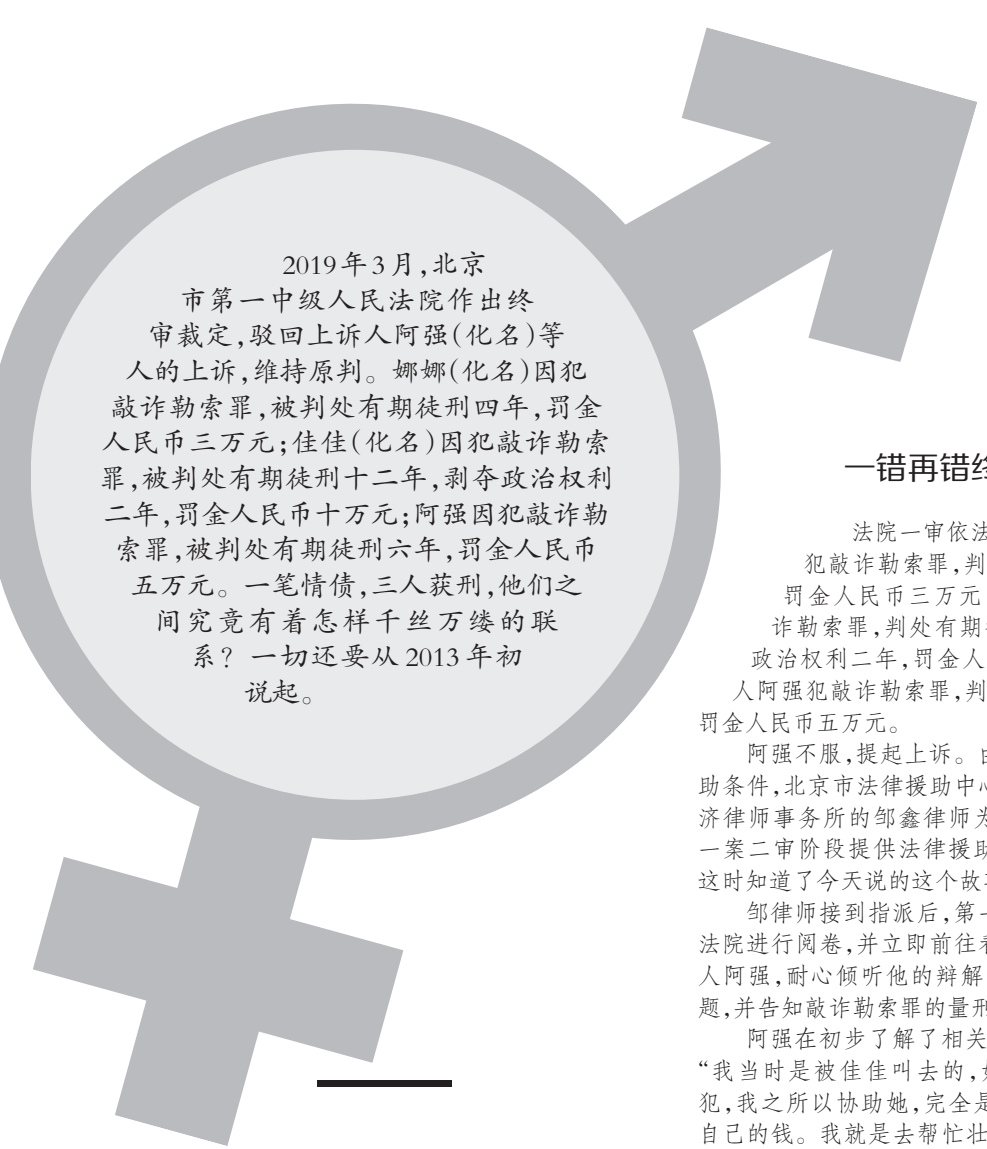 2019年3月,北京
市第一中级人民法院作出终
审裁定,驳回上诉人阿强(化名)等
人的上诉,维持原判。娜娜(化名)因犯
敲诈勒索罪,被判处有期徒刑四年,罚金
人民币三万元;佳佳(化名)因犯敲诈勒索
罪,被判处有期徒刑十二年,剥夺政治权利
二年,罚金人民币十万元;阿强因犯敲诈勒
索罪,被判处有期徒刑六年,罚金人民币
五万元。一笔情债,三人获刑,他们之
间究竟有着怎样千丝万缕的联
系?一切还要从2013年初
说起。
一错再错终
法院一审依法
犯敲诈勒索罪,判
罚金人民币三万元
诈勒索罪,判处有期
政治权利二年,罚金人
人阿强犯敲诈勒索罪,判
罚金人民币五万元。
阿强不服,提起上诉。
助条件,北京市法律援助中心
济律师事务所的邹鑫律师为
一案二审阶段提供法律援助
这时知道了今天说的这个故事
邹律师接到指派后,第一
法院进行阅卷,并立即前往看
人阿强,耐心倾听他的辩解
题,并告知敲诈勒索罪的量刑
阿强在初步了解了相关
“我当时是被佳佳叫去的,
犯,我之所以协助她,完全是
自己的钱。我就是去帮忙壮